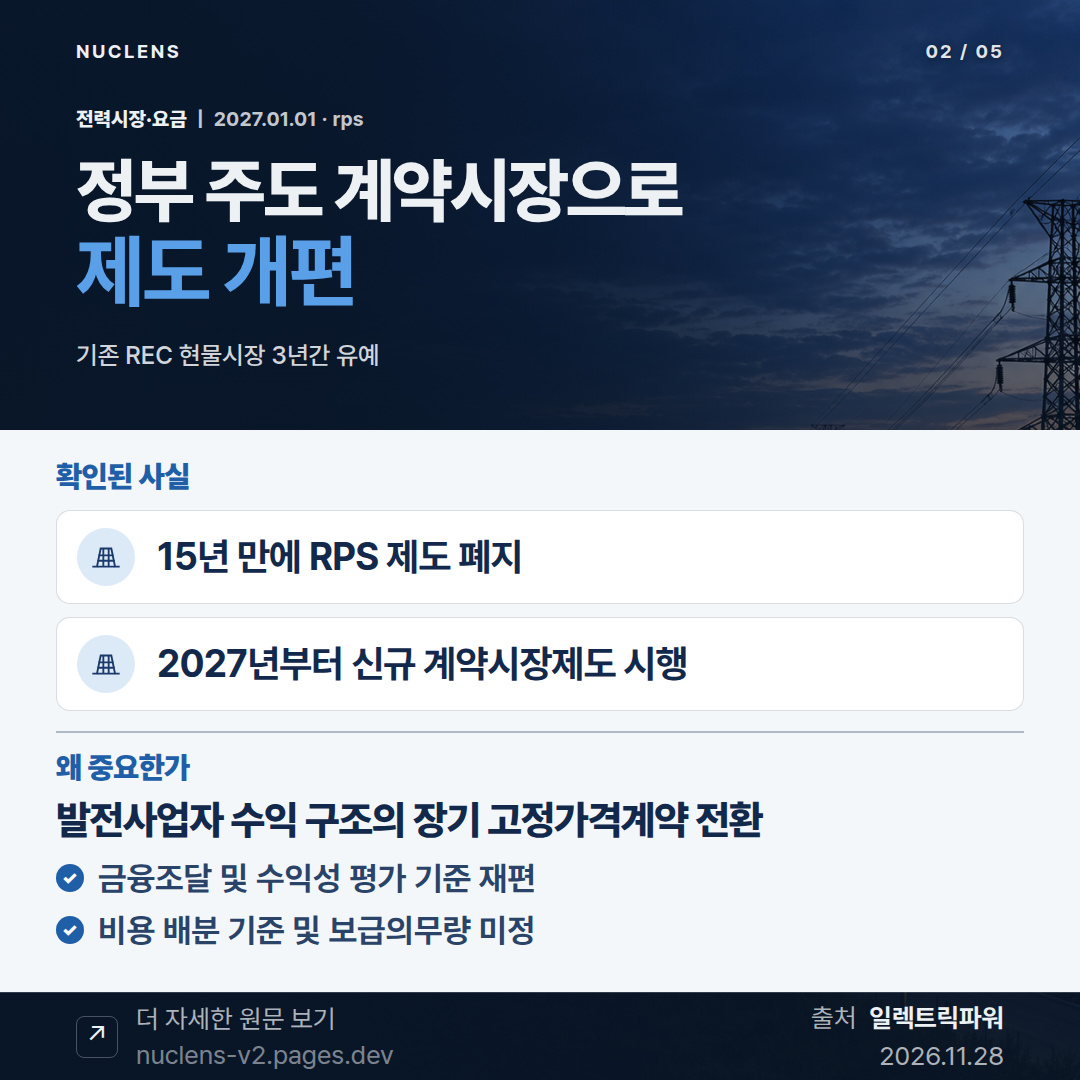 NUCLENS
02 / 05
전력시장·요금 | 2027.01.01 · rps
정부 주도 계약시장으로
제도 개편
기존 REC 현물시장 3년간 유예
확인된 사실
15년 만에 RPS 제도 폐지
2027년부터 신규 계약시장제도 시행
왜 중요한가
발전사업자 수익 구조의 장기 고정가격계약 전환
금융조달 및 수익성 평가 기준 재편
비용 배분 기준 및 보급의무량 미정
더 자세한 원문 보기
nuclens-v2.pages.dev
출처 일렉트릭파워
2026.11.28